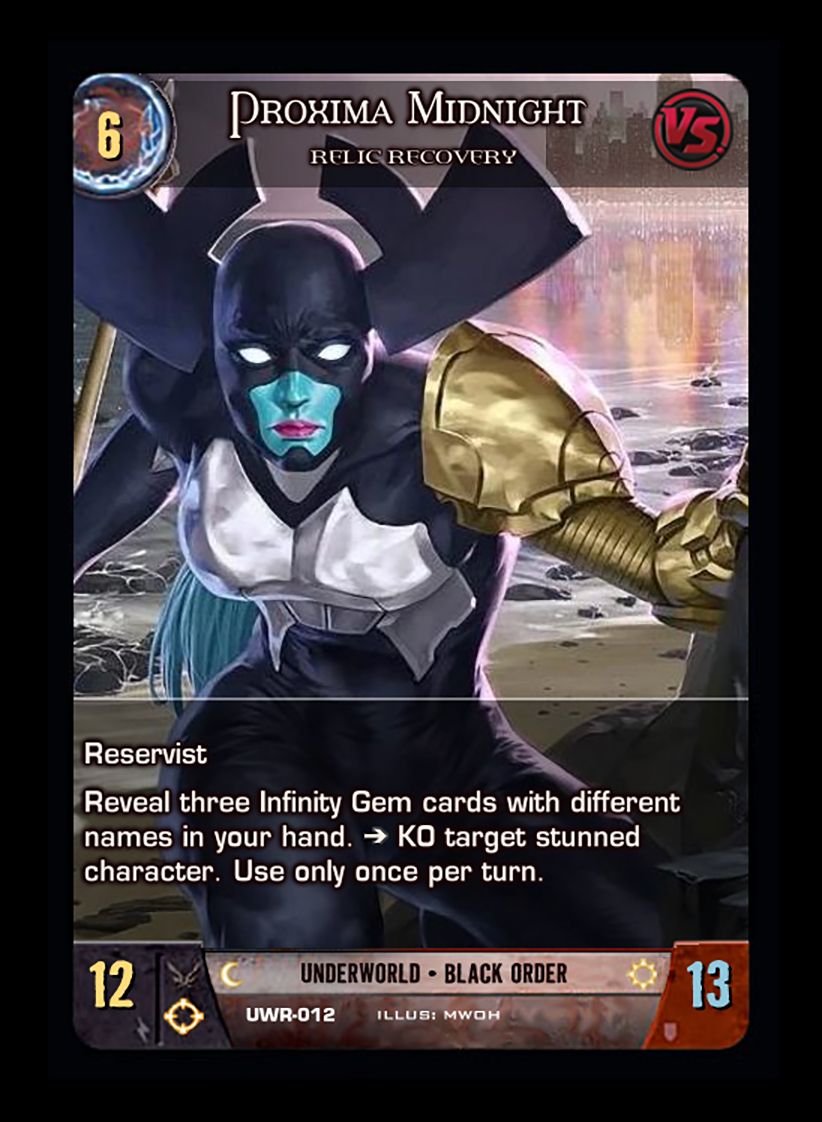 6
PROXIMA MIDNIGHT
VS.
RELIC RECOVERY
Reservist
Reveal three Infinity Gem cards with different
names in your hand. → KO target stunned
character. Use only once per turn.
12
UNDERWORLD • BLACK ORDER
13
UWR-012 ILLUS: MWOH